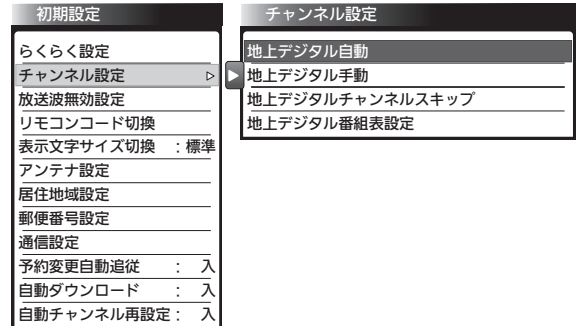 初期設定
らくらく設定
チャンネル設定
放送波無効設定
リモコンコード切換
表示文字サイズ切換 : 標準
アンテナ設定
居住地域設定
郵便番号設定
通信設定
予約変更自動追従 : 入
自動ダウンロード : 入
自動チャンネル再設定 : 入
チャンネル設定
地上デジタル自動
地上デジタル手動
地上デジタルチャンネルスキップ
地上デジタル番組表設定